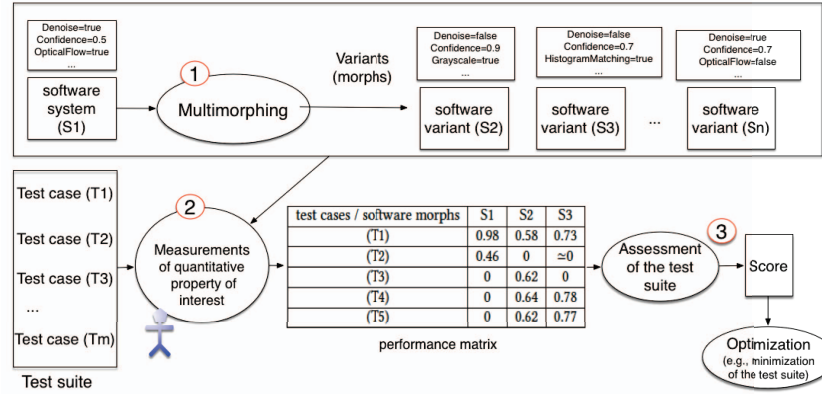 Denoise=true
Confidence=0.5
OpticalFlow=true
...
software
system
(S1)
1
Multimorphing
Variants
(morphs)
Denoise=false
Confidence=0.9
Grayscale=true
...
software
variant (S2)
Denoise=false
Confidence=0.7
HistogramMatching=true
...
software
variant (S3)
...
Denoise=true
Confidence=0.7
OpticalFlow=false
...
software
variant (Sn)
Test case (T1)
Test case (T2)
Test case (T3)
...
Test case (Tm)
Test suite
2
Measurements
of quantitative
property of
interest
test cases / software morphs S1 S2 S3
(T1) 0.98 0.58 0.73
(T2) 0.46 0 ≃0
(T3) 0 0.62 0
(T4) 0 0.64 0.78
(T5) 0 0.62 0.77
performance matrix
3
Assessment
of the test
suite
Score
Optimization
(e.g., minimization
of the test suite)